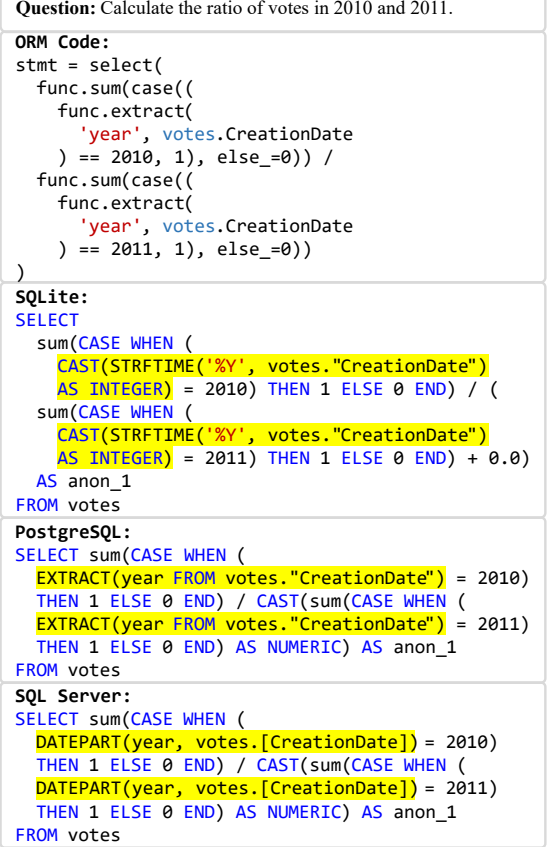 Question: Calculate the ratio of votes in 2010 and 2011.
ORM Code:
stmt = select(
  func.sum(case((
    func.extract(
      'year', votes.CreationDate
    ) == 2010, 1), else_=0)) /
  func.sum(case((
    func.extract(
      'year', votes.CreationDate
    ) == 2011, 1), else_=0))
)
SQLite:
SELECT
  sum(CASE WHEN (
    CAST(STRFTIME('%Y', votes."CreationDate")
    AS INTEGER) = 2010) THEN 1 ELSE 0 END) / (
  sum(CASE WHEN (
    CAST(STRFTIME('%Y', votes."CreationDate")
    AS INTEGER) = 2011) THEN 1 ELSE 0 END) + 0.0)
  AS anon_1
FROM votes
PostgreSQL:
SELECT sum(CASE WHEN (
  EXTRACT(year FROM votes."CreationDate") = 2010)
  THEN 1 ELSE 0 END) / CAST(sum(CASE WHEN (
  EXTRACT(year FROM votes."CreationDate") = 2011)
  THEN 1 ELSE 0 END) AS NUMERIC) AS anon_1
FROM votes
SQL Server:
SELECT sum(CASE WHEN (
  DATEPART(year, votes.[CreationDate]) = 2010)
  THEN 1 ELSE 0 END) / CAST(sum(CASE WHEN (
  DATEPART(year, votes.[CreationDate]) = 2011)
  THEN 1 ELSE 0 END) AS NUMERIC) AS anon_1
FROM votes